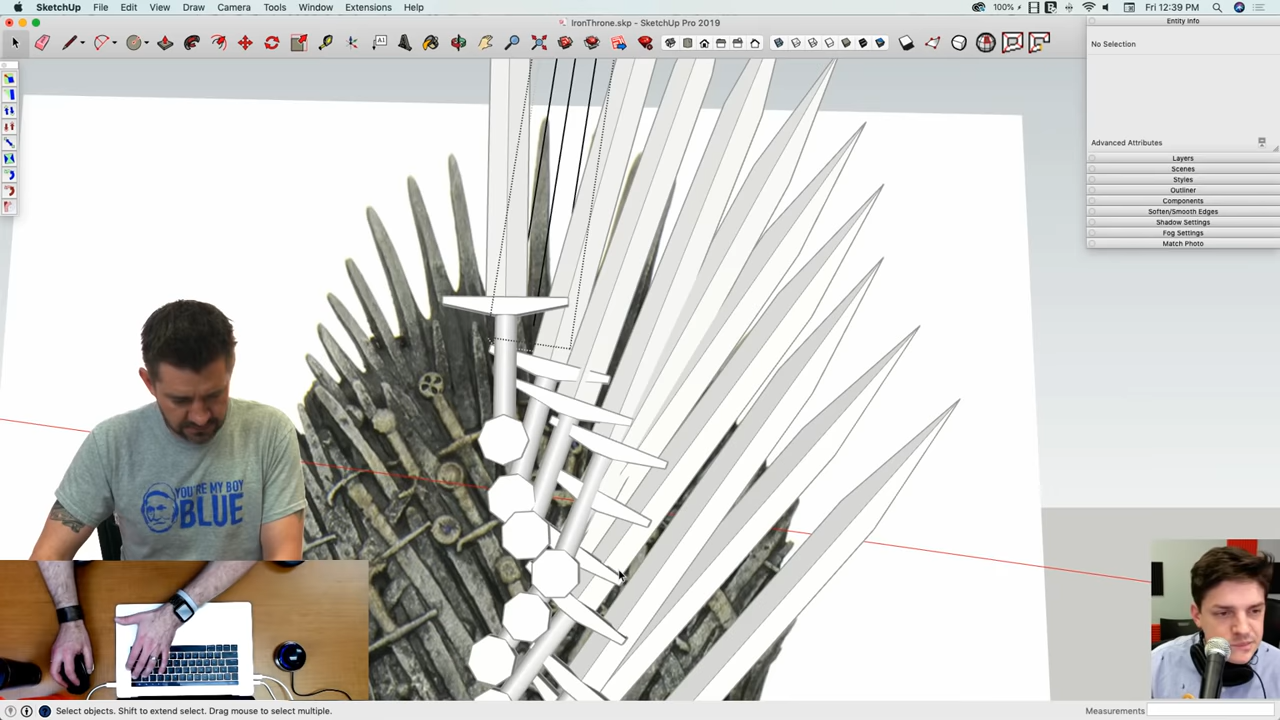 SketchUp File Edit View Draw Camera Tools Window Extensions Help 100% Fri 12:39 PM
IronThrone.skp - SketchUp Pro 2019
Entity Info
No Selection
Advanced Attributes
Layers
Scenes
Styles
Outliner
Components
Soften/Smooth Edges
Shadow Settings
Fog Settings
Match Photo
YOU'RE MY BOY
BLUE
Select objects. Shift to extend select. Drag mouse to select multiple.
Measurements